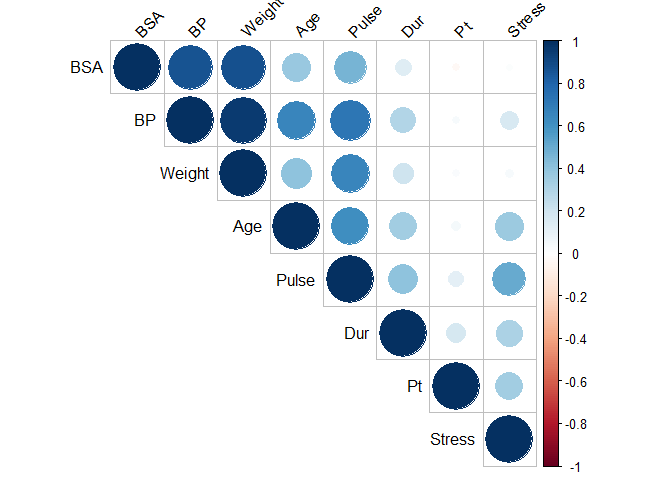 BSA BP Weight Age Pulse Dur Pt Stress
BSA
BP
Weight
Age
Pulse
Dur
Pt
Stress
1
0.8
0.6
0.4
0.2
0
-0.2
-0.4
-0.6
-0.8
-1